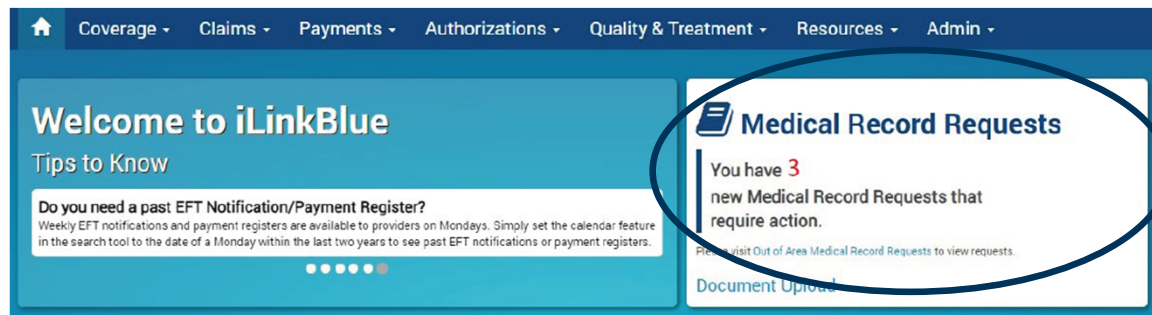 Coverage Claims Payments Authorizations Quality & Treatment Resources Admin
Welcome to iLinkBlue
Tips to Know
Do you need a past EFT Notification/Payment Register?
Weekly EFT notifications and payment registers are available to providers on Mondays. Simply set the calendar feature
in the search tool to the date of a Monday within the last two years to see past EFT notifications or payment registers.
Medical Record Requests
You have 3
new Medical Record Requests that
require action.
Please visit Out of Area Medical Record Requests to view requests.
Document Upload